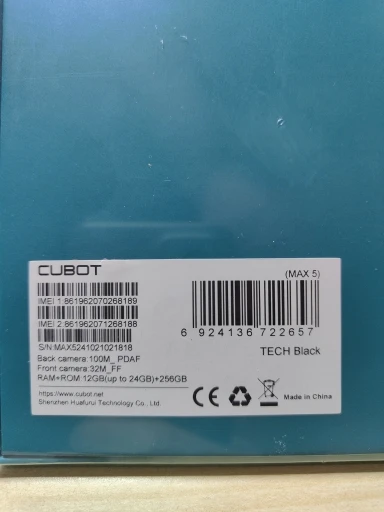 CUBOT
(MAX 5)
IMEI 1:861962070268189
IMEI 2:861962071268188
S/N:MAX5241021021818
6 924136 722657
Back camera:100M_ PDAF
Front camera:32M_FF
RAM+ROM:12GB(up to 24GB)+256GB
TECH Black
https://www.cubot.net
Shenzhen Huafurui Technology Co., Ltd.
CE
Made in China